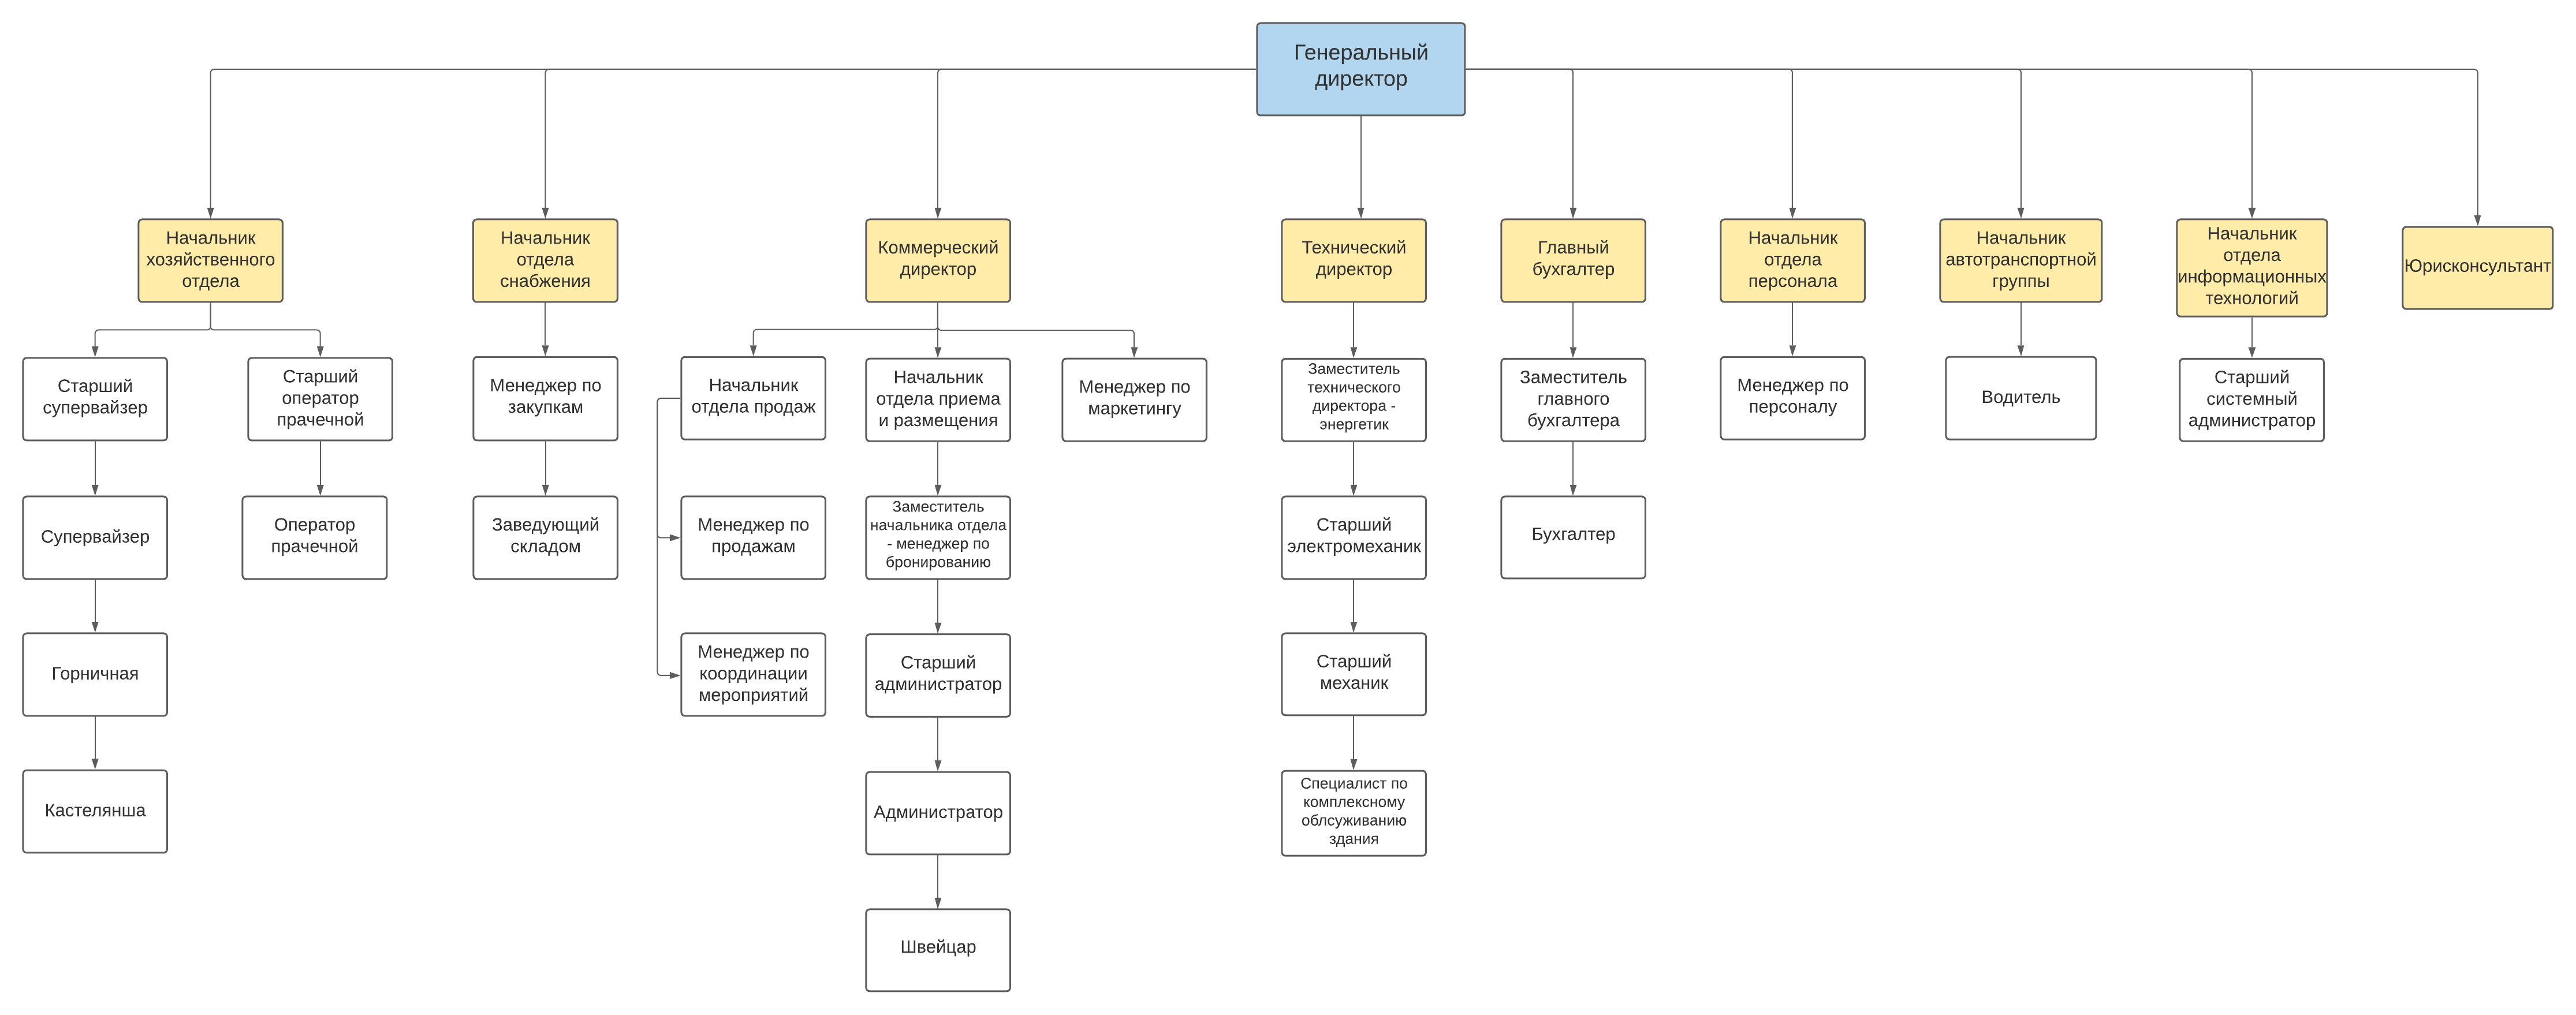 Генеральный
директор
Начальник
хозяйственного
отдела
Начальник
отдела
снабжения
Коммерческий
директор
Технический
директор
Главный
бухгалтер
Начальник
отдела
персонала
Начальник
автотранспортной
группы
Начальник
отдела
информационных
технологий
Юрисконсультант
Старший
супервайзер
Старший
оператор
прачечной
Менеджер по
закупкам
Начальник
отдела продаж
Начальник
отдела приема
и размещения
Менеджер по
маркетингу
Заместитель
технического
директора -
энергетик
Заместитель
главного
бухгалтера
Менеджер по
персоналу
Водитель
Старший
системный
администратор
Супервайзер
Оператор
прачечной
Заведующий
складом
Менеджер по
продажам
Заместитель
начальника отдела
- менеджер по
бронированию
Старший
электромеханик
Бухгалтер
Горничная
Менеджер по
координации
мероприятий
Старший
администратор
Старший
механик
Кастелянша
Администратор
Специалист по
комплексному
облсуживанию
здания
Швейцар